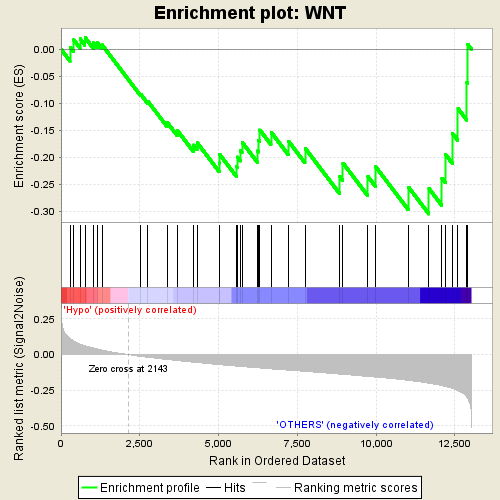 Enrichment plot: WNT
Enrichment score (ES)
0.00
-0.05
-0.10
-0.15
-0.20
-0.25
-0.30
'Hypo' (positively correlated)
Ranked list metric (Signal2Noise)
0.25
0.00
-0.25
-0.50
Zero cross at 2143
'OTHERS' (negatively correlated)
0
2,500
5,000
7,500
10,000
12,500
Rank in Ordered Dataset
Enrichment profile
Hits
Ranking metric scores